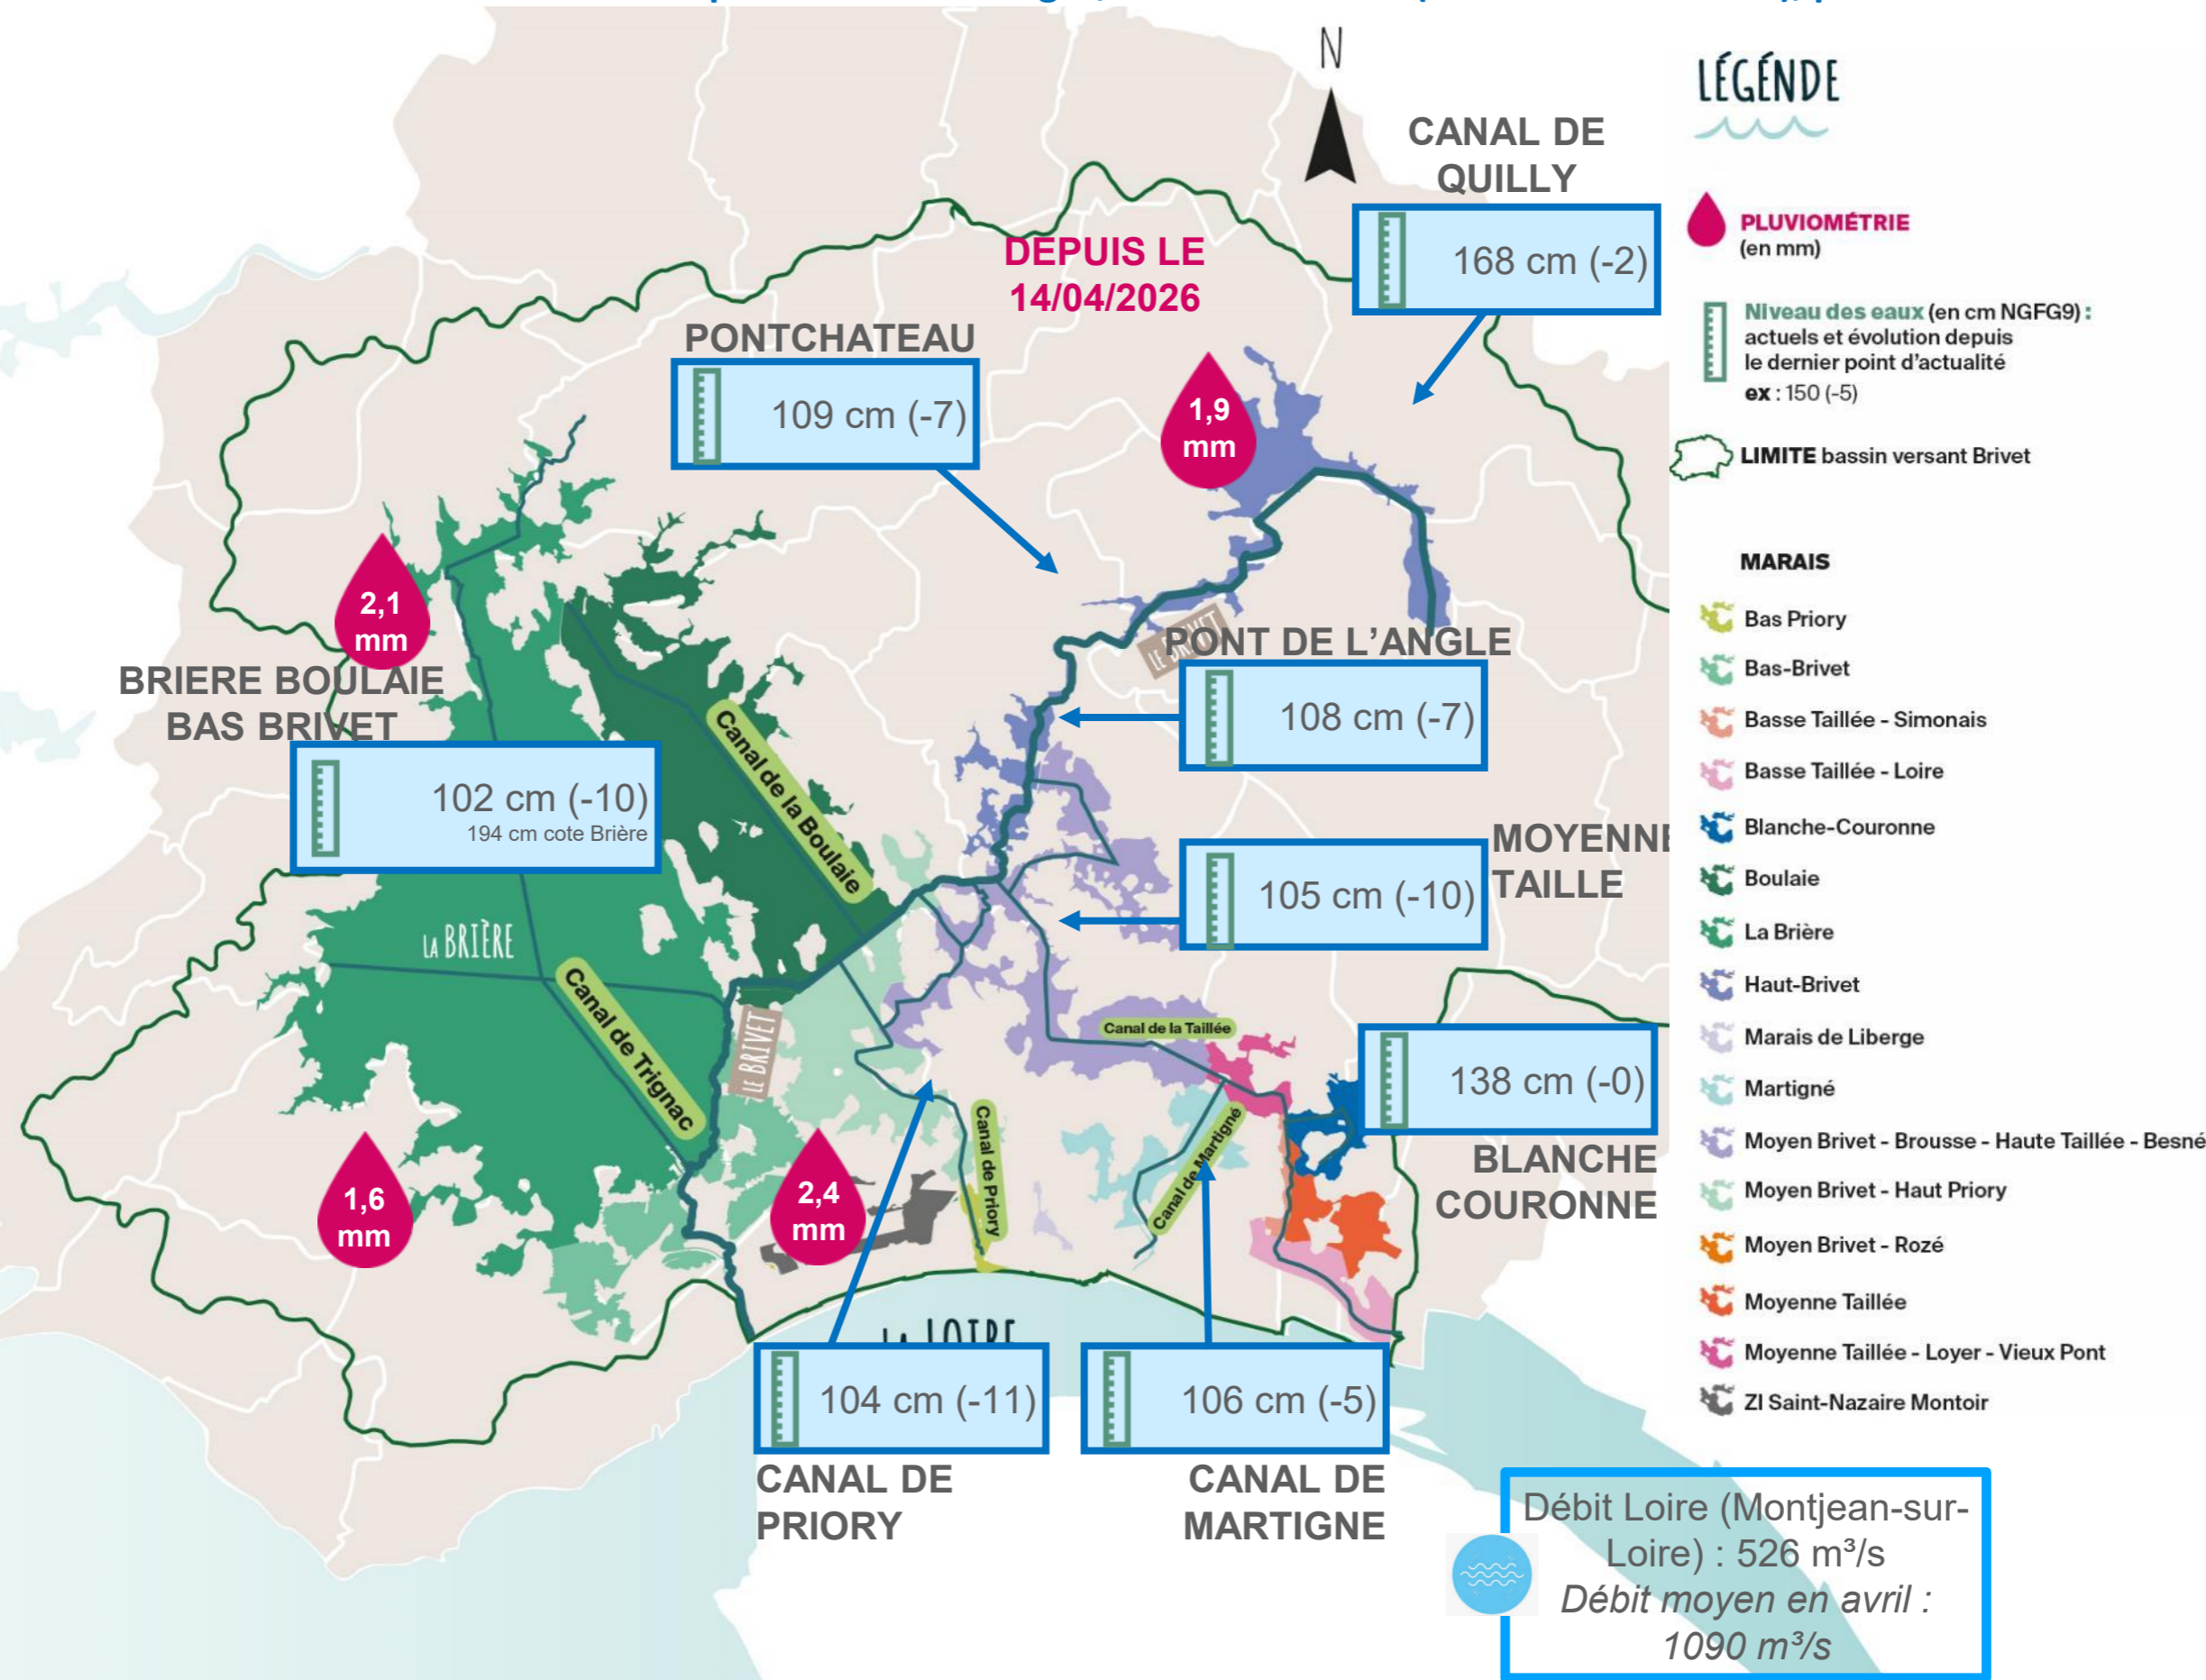 N
CANAL DE
QUILLY
168 cm (-2)
DEPUIS LE
14/04/2026
PONTCHATEAU
109 cm (-7)
1,9
mm
2,1
mm
BRIERE BOULAIE
BAS BRIVET
102 cm (-10)
194 cm cote Brière
LE BRIVET
PONT DE L'ANGLE
108 cm (-7)
Canal de la Boulaie
MOYENNE
TAILLE
105 cm (-10)
LA BRIÈRE
Canal de Trignac
LE BRIVET
Canal de la Taillée
138 cm (-0)
BLANCHE
COURONNE
Canal de Priory
Canal de Martigné
1,6
mm
2,4
mm
LA LOIRE
104 cm (-11)
CANAL DE
PRIORY
106 cm (-5)
CANAL DE
MARTIGNE
LÉGÉNDE
PLUVIOMÉTRIE
(en mm)
Niveau des eaux (en cm NGFG9) :
actuels et évolution depuis
le dernier point d'actualité
ex : 150 (-5)
LIMITE bassin versant Brivet
MARAIS
Bas Priory
Bas-Brivet
Basse Taillée - Simonais
Basse Taillée - Loire
Blanche-Couronne
Boulaie
La Brière
Haut-Brivet
Marais de Liberge
Martigné
Moyen Brivet - Brousse - Haute Taillée - Besné
Moyen Brivet - Haut Priory
Moyen Brivet - Rozé
Moyenne Taillée
Moyenne Taillée - Loyer - Vieux Pont
ZI Saint-Nazaire Montoir
Débit Loire (Montjean-sur-
Loire) : 526 m³/s
Débit moyen en avril :
1090 m³/s